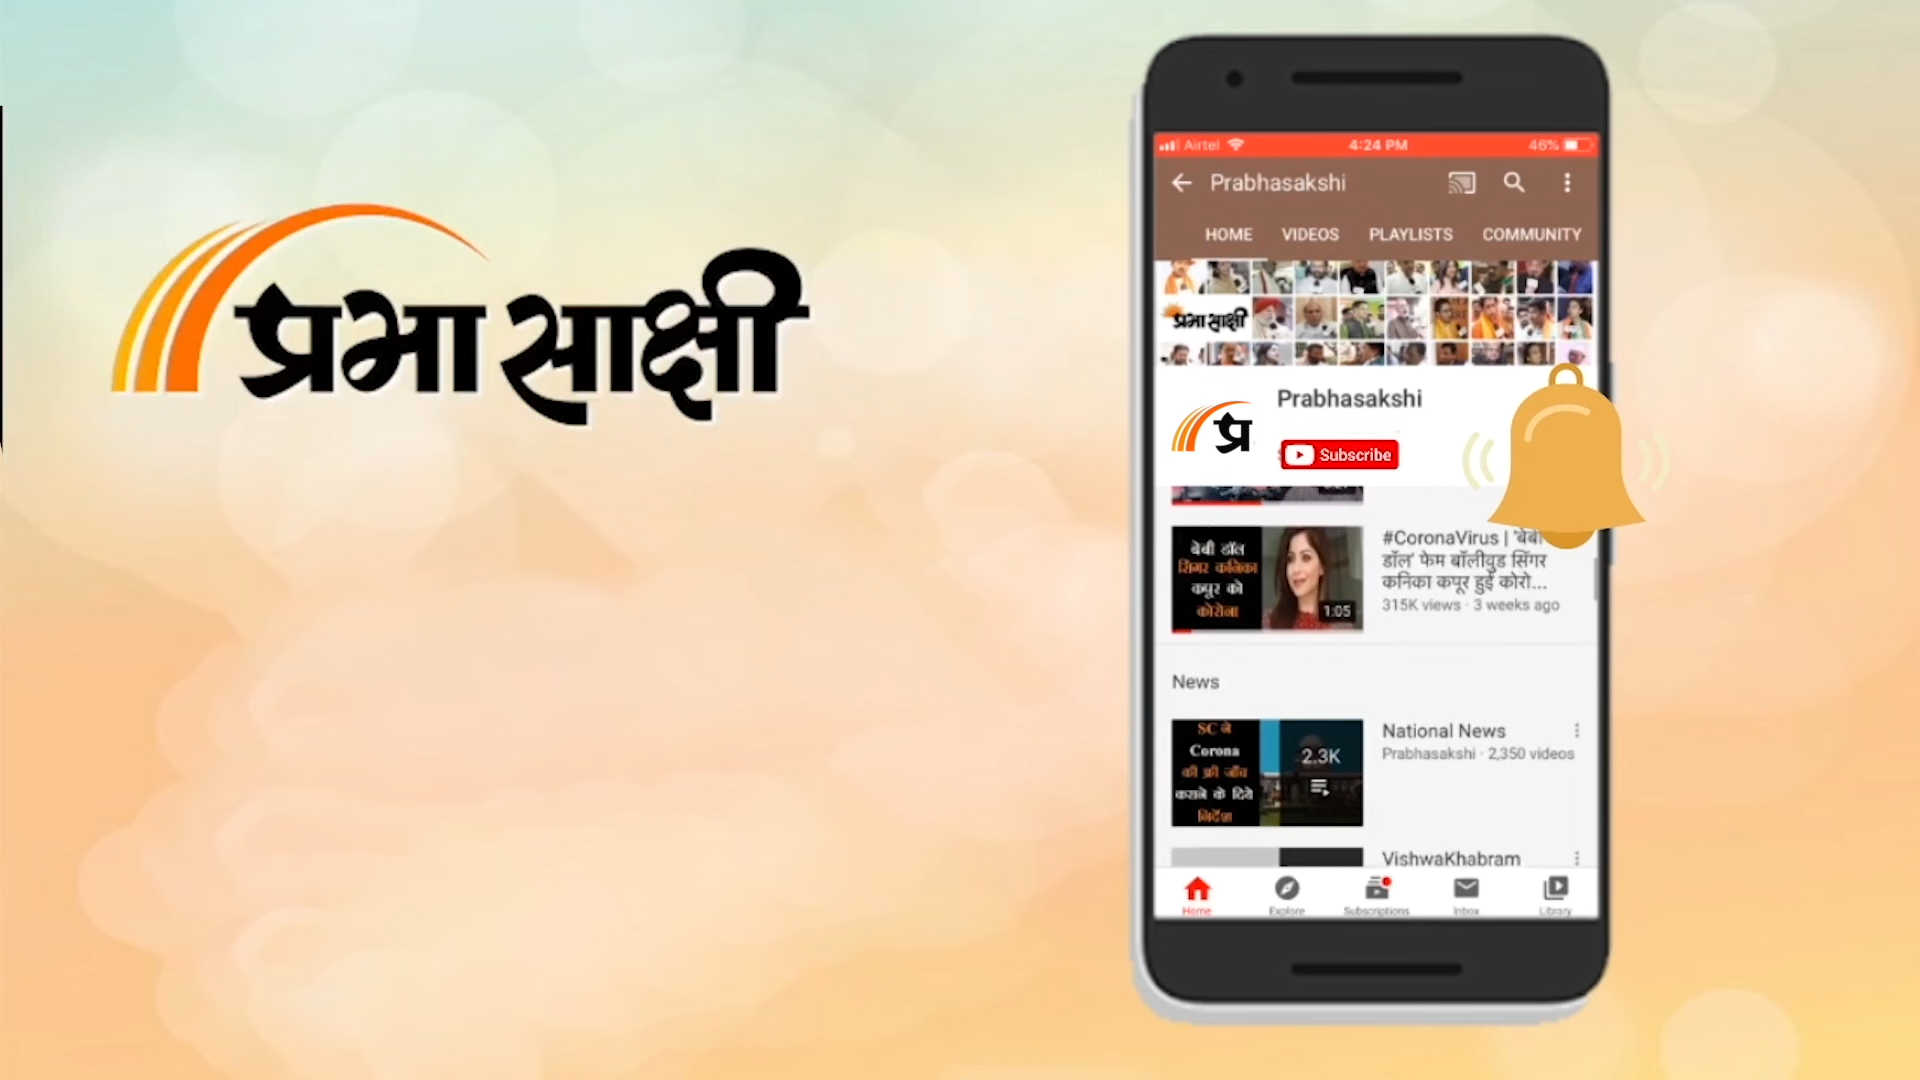 प्रभा साक्षी
Airtel 4:24 PM 46%
Prabhasakshi
HOME VIDEOS PLAYLISTS COMMUNITY
प्रभा साक्षी
Prabhasakshi
प्र
Subscribe
बेबी डॉल
सिंगर कनिका
कपूर को
कोरोना
1:05
#CoronaVirus | 'बेबी
डॉल' फेम बॉलीवुड सिंगर
कनिका कपूर हुईं कोरो...
315K views · 3 weeks ago
News
SC ने
Corona
की फ्री जाँच
कराने के दिये
निर्देश
2.3K
National News
Prabhasakshi · 2,350 videos
VishwaKhabram
Home Explore Subscriptions Inbox Library